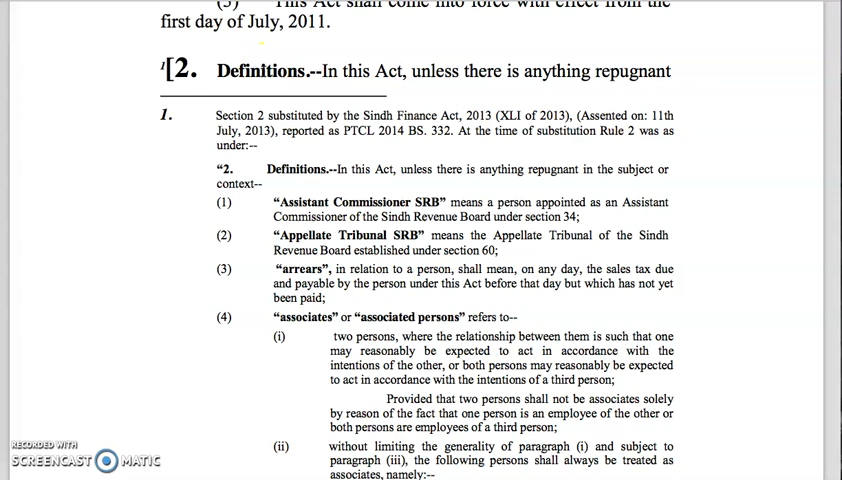 (3) This Act shall come into force with effect from the
first day of July, 2011.
1[2. Definitions.--In this Act, unless there is anything repugnant
1. Section 2 substituted by the Sindh Finance Act, 2013 (XLI of 2013), (Assented on: 11th
July, 2013), reported as PTCL 2014 BS. 332. At the time of substitution Rule 2 was as
under:--
“2. Definitions.--In this Act, unless there is anything repugnant in the subject or
context--
(1) “Assistant Commissioner SRB” means a person appointed as an Assistant
Commissioner of the Sindh Revenue Board under section 34;
(2) “Appellate Tribunal SRB” means the Appellate Tribunal of the Sindh
Revenue Board established under section 60;
(3) “arrears”, in relation to a person, shall mean, on any day, the sales tax due
and payable by the person under this Act before that day but which has not yet
been paid;
(4) “associates” or “associated persons” refers to--
(i) two persons, where the relationship between them is such that one
may reasonably be expected to act in accordance with the
intentions of the other, or both persons may reasonably be expected
to act in accordance with the intentions of a third person;
Provided that two persons shall not be associates solely
by reason of the fact that one person is an employee of the other or
both persons are employees of a third person;
(ii) without limiting the generality of paragraph (i) and subject to
paragraph (iii), the following persons shall always be treated as
associates, namely:--
RECORDED WITH
SCREENCAST MATIC